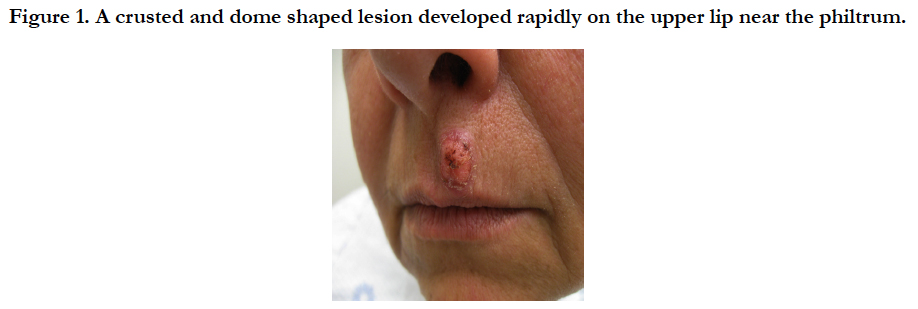 Figure 1. A crusted and dome shaped lesion developed rapidly on the upper lip near the philtrum.